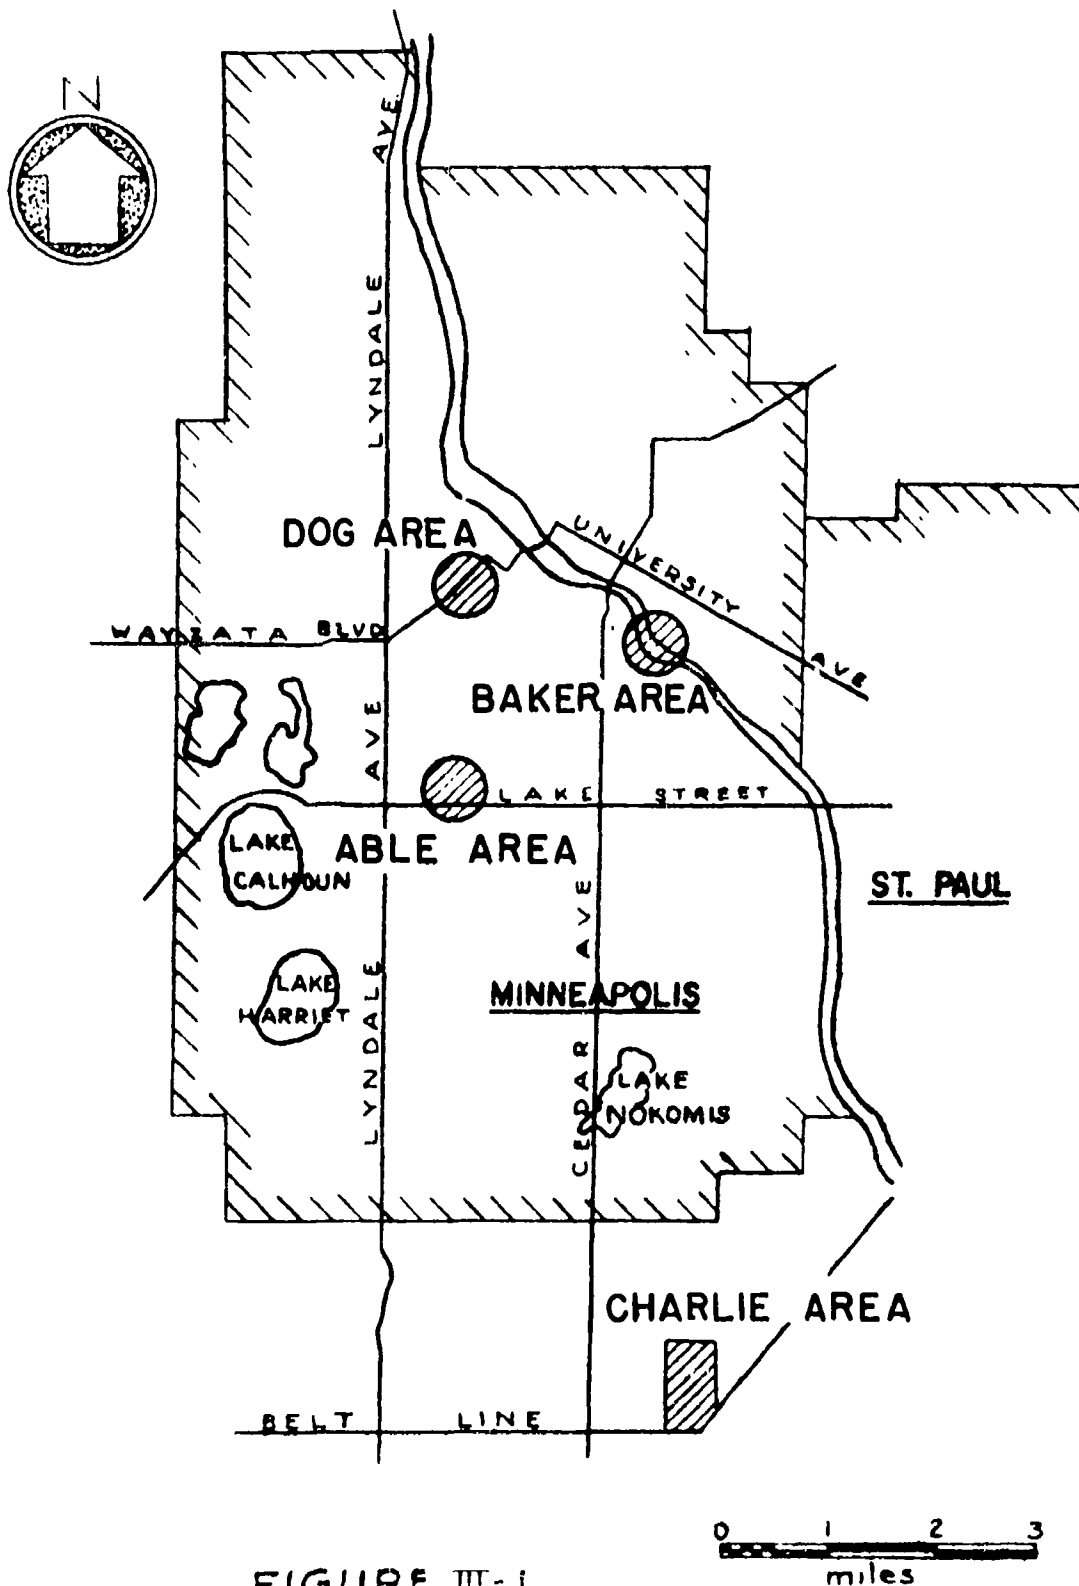 N
AVE
LYNDALE
DOG AREA
UNIVERSITY AVE
WAYZATA BLVD
BAKER AREA
AVE
LAKE STREET
LAKE
CALHOUN
ABLE AREA
ST. PAUL
AVE
LAKE
HARRIET
MINNEAPOLIS
LYNDALE
CEDAR
LAKE
NOKOMIS
CHARLIE AREA
BELT LINE
0 1 2 3
miles
FIGURE III-1